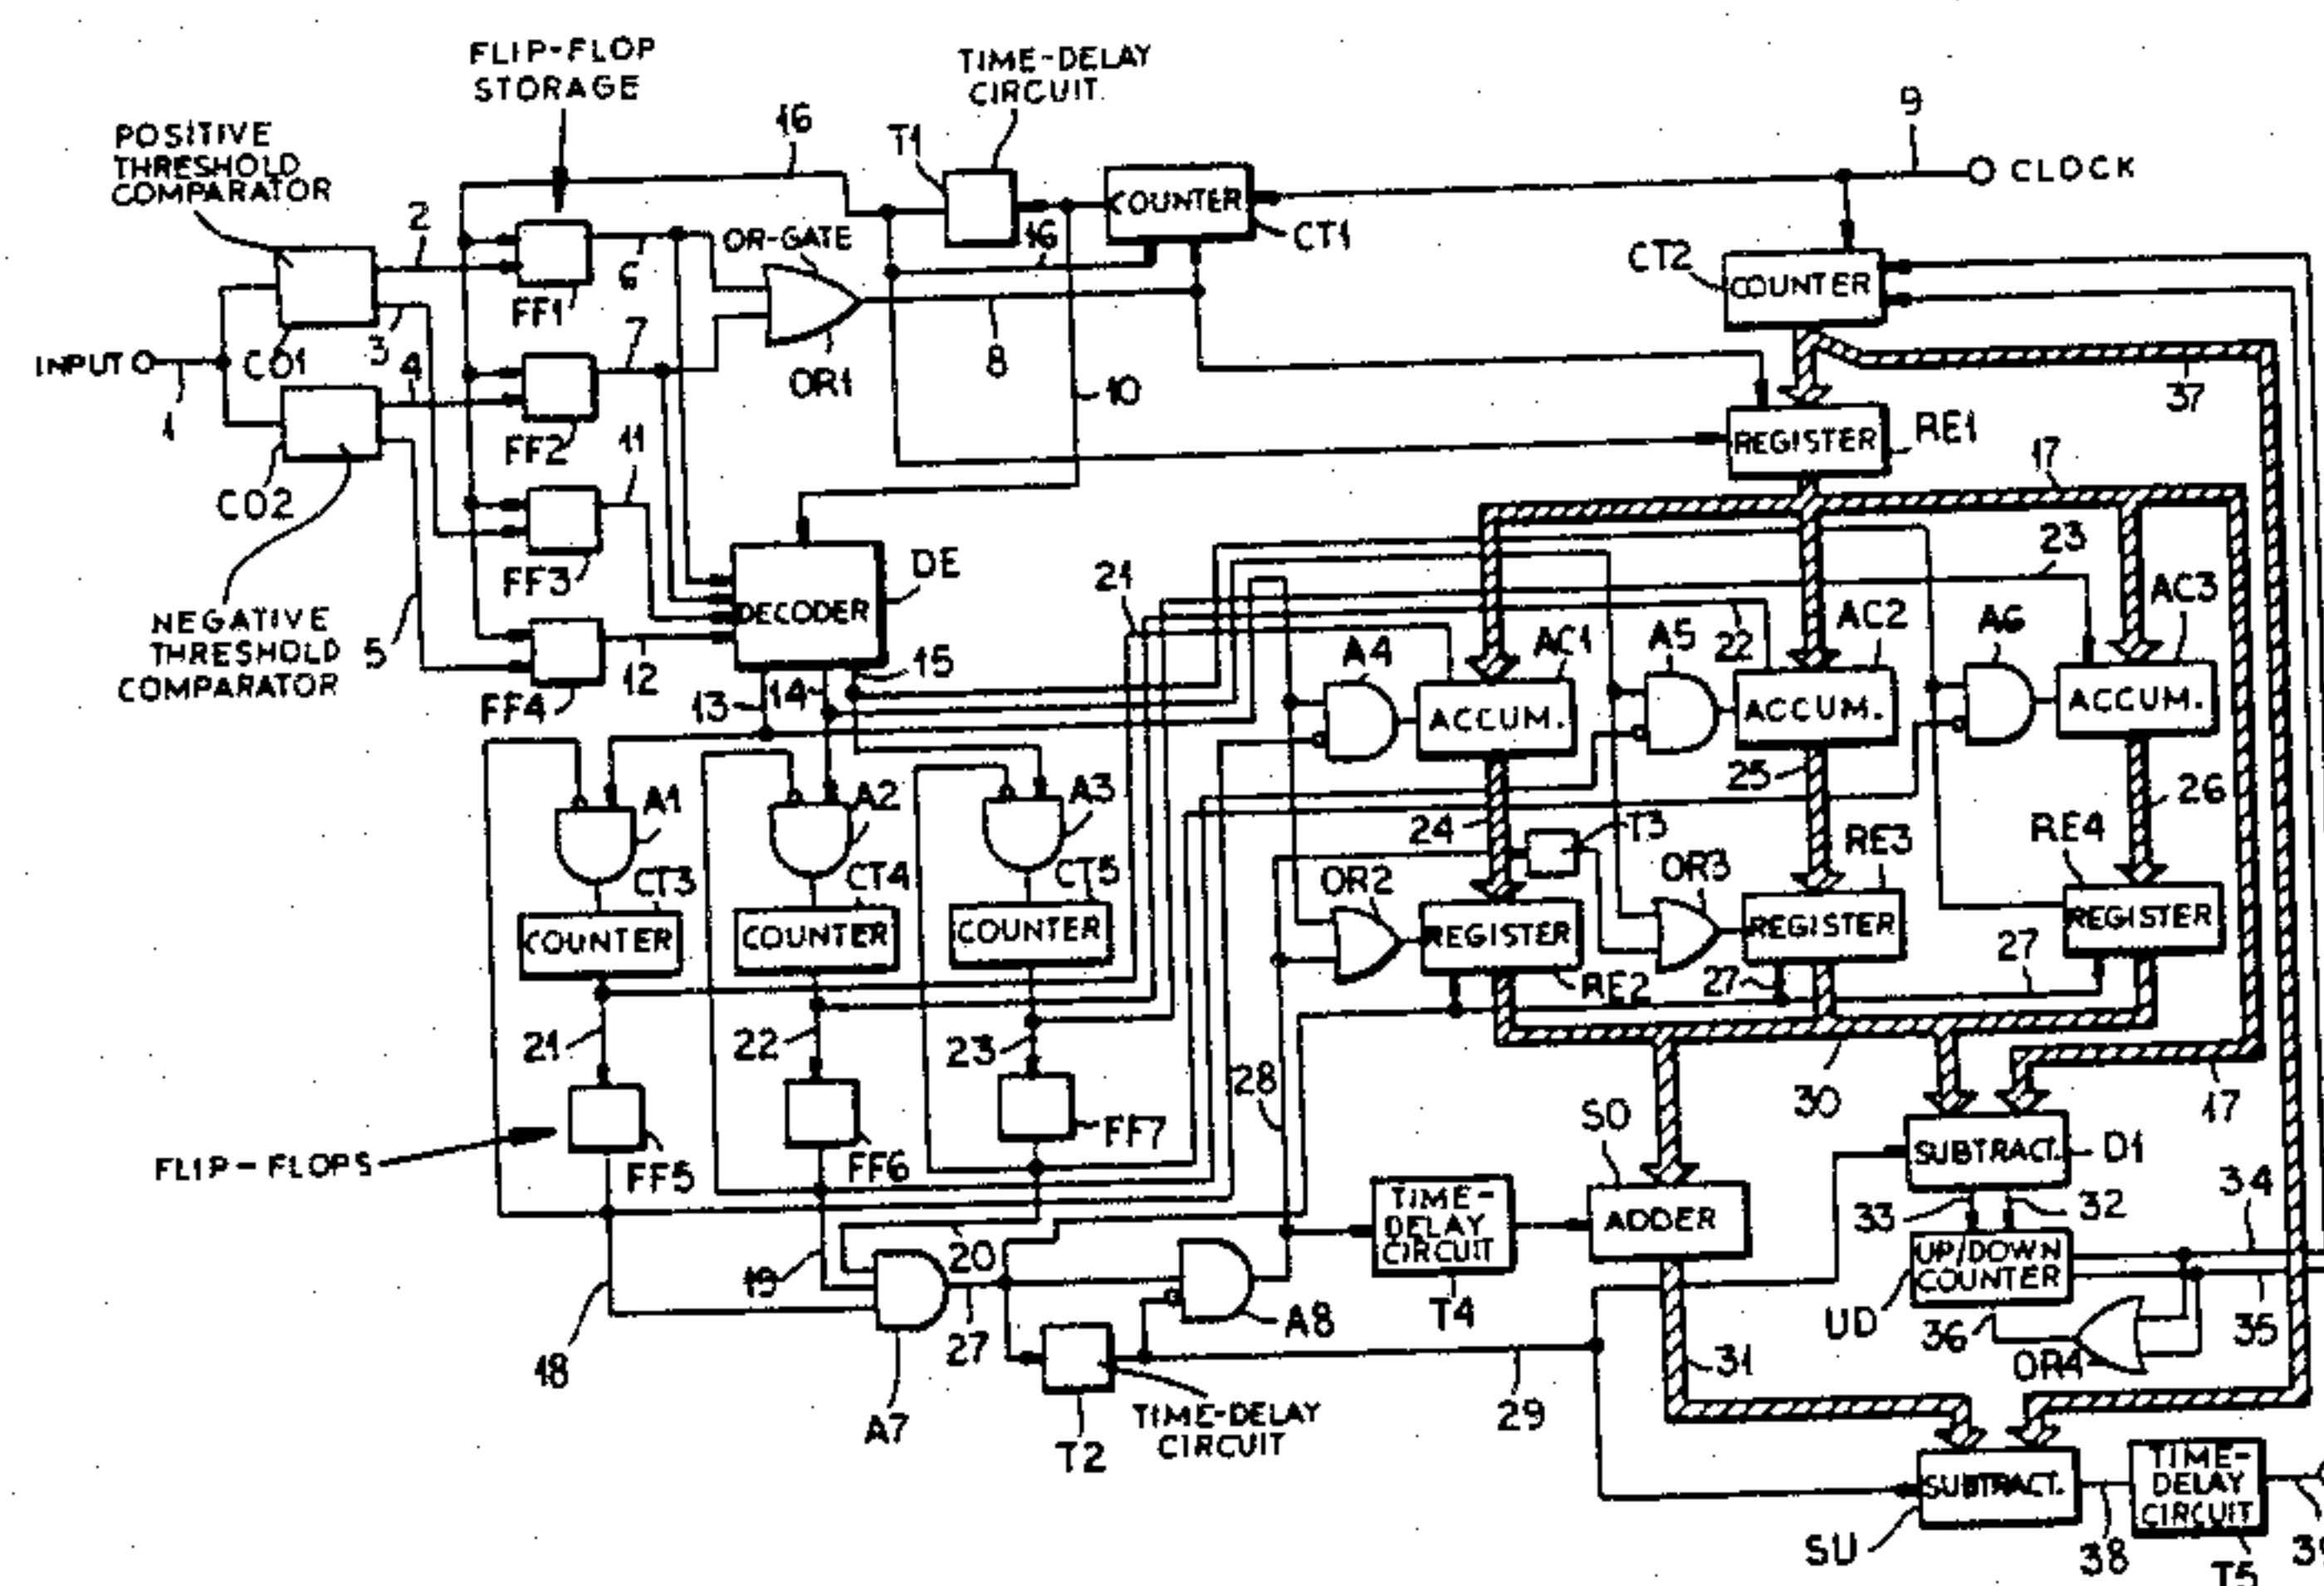 FLIP-FLOP
STORAGE
TIME-DELAY
CIRCUIT
POSITIVE
THRESHOLD
COMPARATOR
16
T1
9
CLOCK
COUNTER
CT1
16
2
6
OR-GATE
FF1
CT2
COUNTER
3
CO1
INPUT
1
4
7
OR1
8
10
37
FF2
CO2
11
REGISTER
RE1
17
FF3
DE
DECODER
21
23
NEGATIVE
THRESHOLD
COMPARATOR
5
12
FF4
13
14
15
A4
AC1
A5
22
AC2
A6
AC3
ACCUM.
ACCUM.
ACCUM.
A1
A2
A3
24
25
26
T3
CT3
CT4
CT5
OR2
OR3
RE3
RE4
COUNTER
COUNTER
COUNTER
REGISTER
REGISTER
REGISTER
RE2
27
27
21
22
23
28
30
17
FLIP-FLOPS
FF5
FF6
FF7
SO
SUBTRACT.
D1
TIME-
DELAY
CIRCUIT
T4
ADDER
33
32
34
UP/DOWN
COUNTER
UD
36
OR4
35
18
19
20
27
A7
A8
T2
TIME-DELAY
CIRCUIT
29
31
SUBTRACT.
SU
38
TIME-
DELAY
CIRCUIT
T5